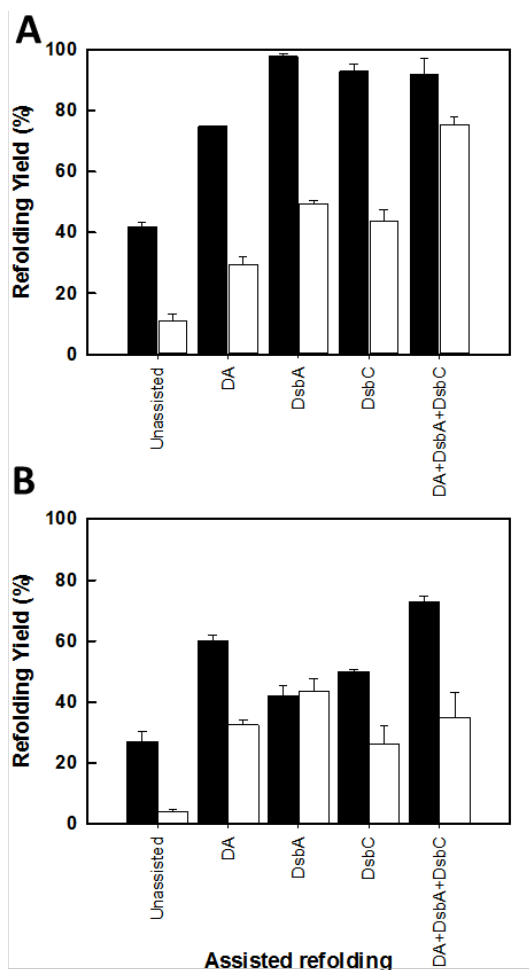 A
Refolding Yield (%)
100
80
60
40
20
0
Unassisted
DA
DsbA
DsbC
DA+DsbA+DsbC
B
Refolding Yield (%)
100
80
60
40
20
0
Unassisted
DA
DsbA
DsbC
DA+DsbA+DsbC
Assisted refolding